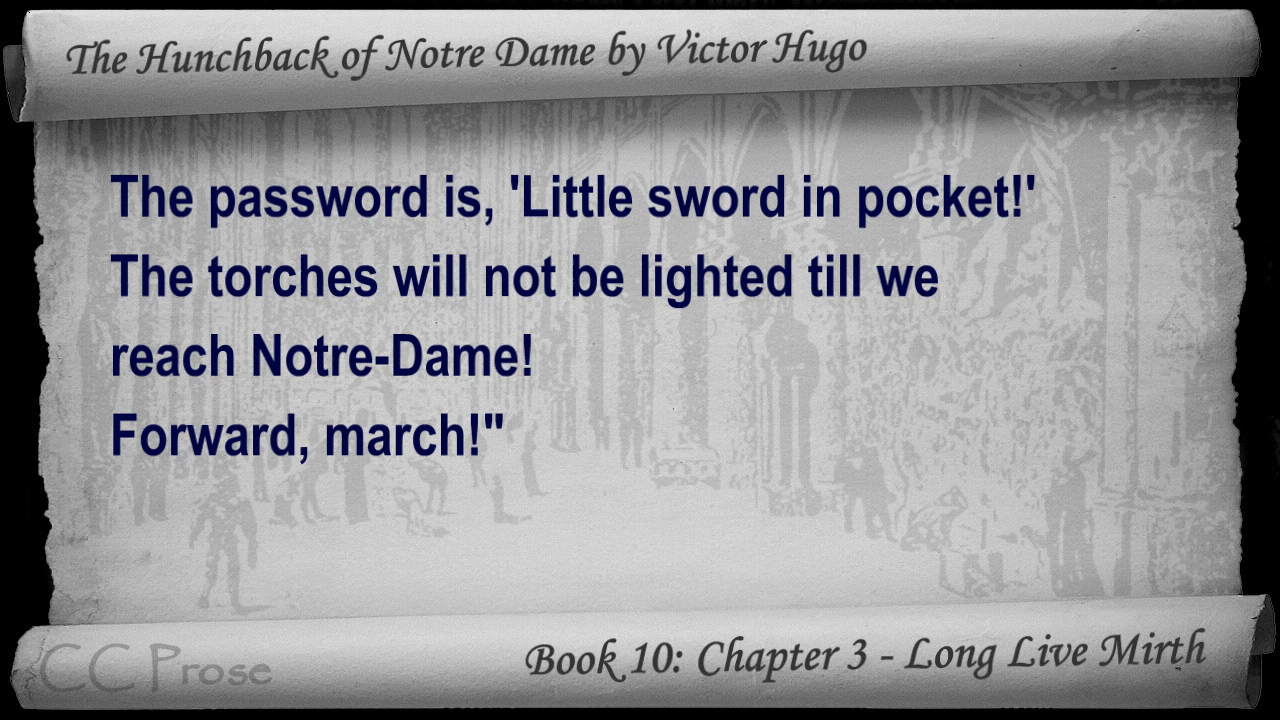 The Hunchback of Notre Dame by Victor Hugo
The password is, 'Little sword in pocket!'
The torches will not be lighted till we
reach Notre-Dame!
Forward, march!"
CC Prose
Book 10: Chapter 3 - Long Live Mirth